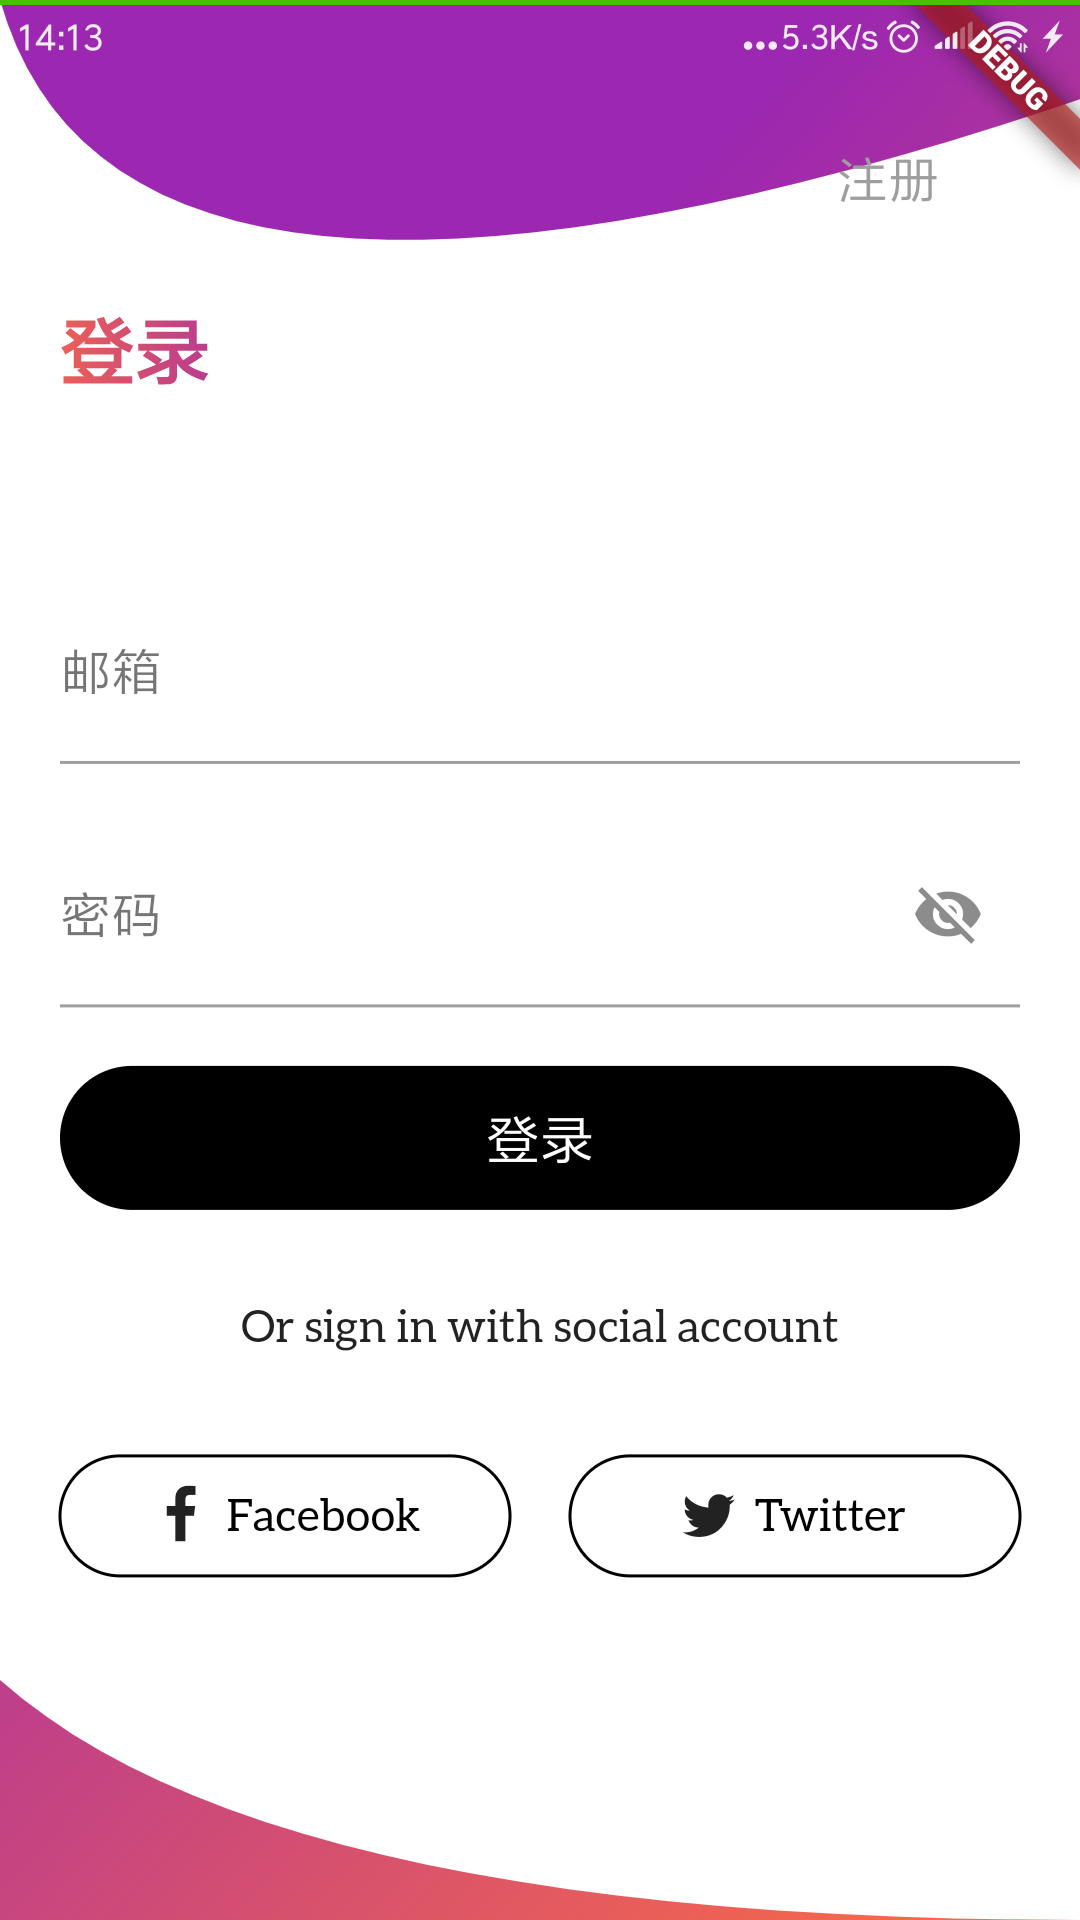 14:13 ...5.3K/s
DEBUG
注册
登录
邮箱
密码
登录
Or sign in with social account
Facebook Twitter